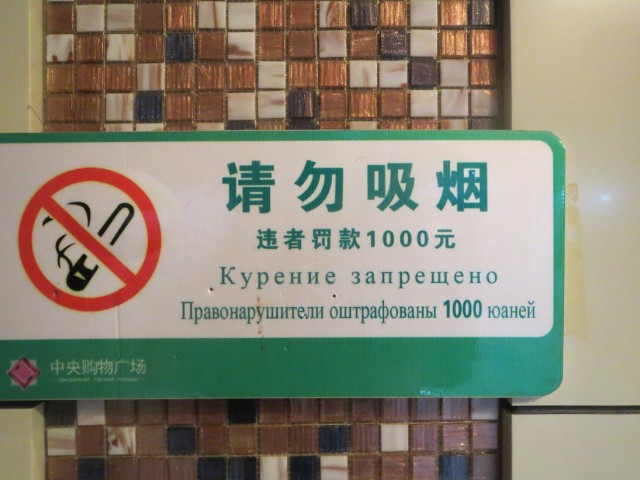 请勿吸烟
违者罚款1000元
Курение запрещено
Правонарушители оштрафованы 1000 юаней
中央购物广场